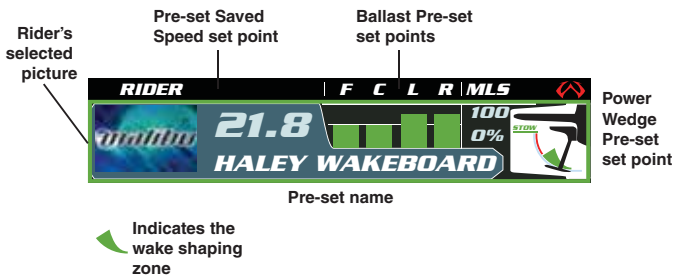 Pre-set Saved
Speed set point
Ballast Pre-set
set points
Rider's
selected
picture
RIDER F C L R MLS
malibu
21.8
100
0%
STOW
HALEY WAKEBOARD
Power
Wedge
Pre-set
set point
Pre-set name
Indicates the
wake shaping
zone